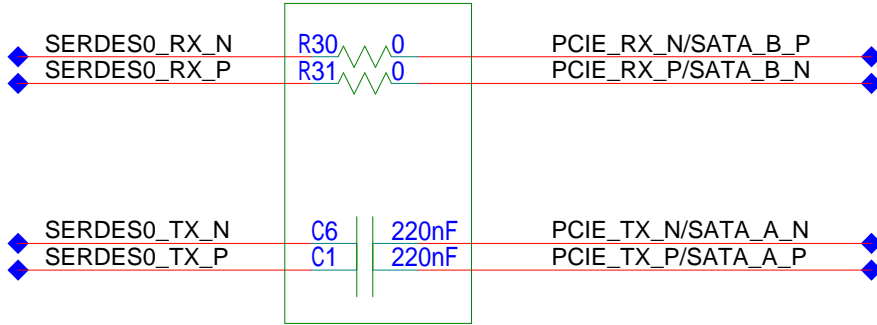 SERDES0_RX_N R30 0 PCIE_RX_N/SATA_B_P
SERDES0_RX_P R31 0 PCIE_RX_P/SATA_B_N
SERDES0_TX_N C6 220nF PCIE_TX_N/SATA_A_N
SERDES0_TX_P C1 220nF PCIE_TX_P/SATA_A_P